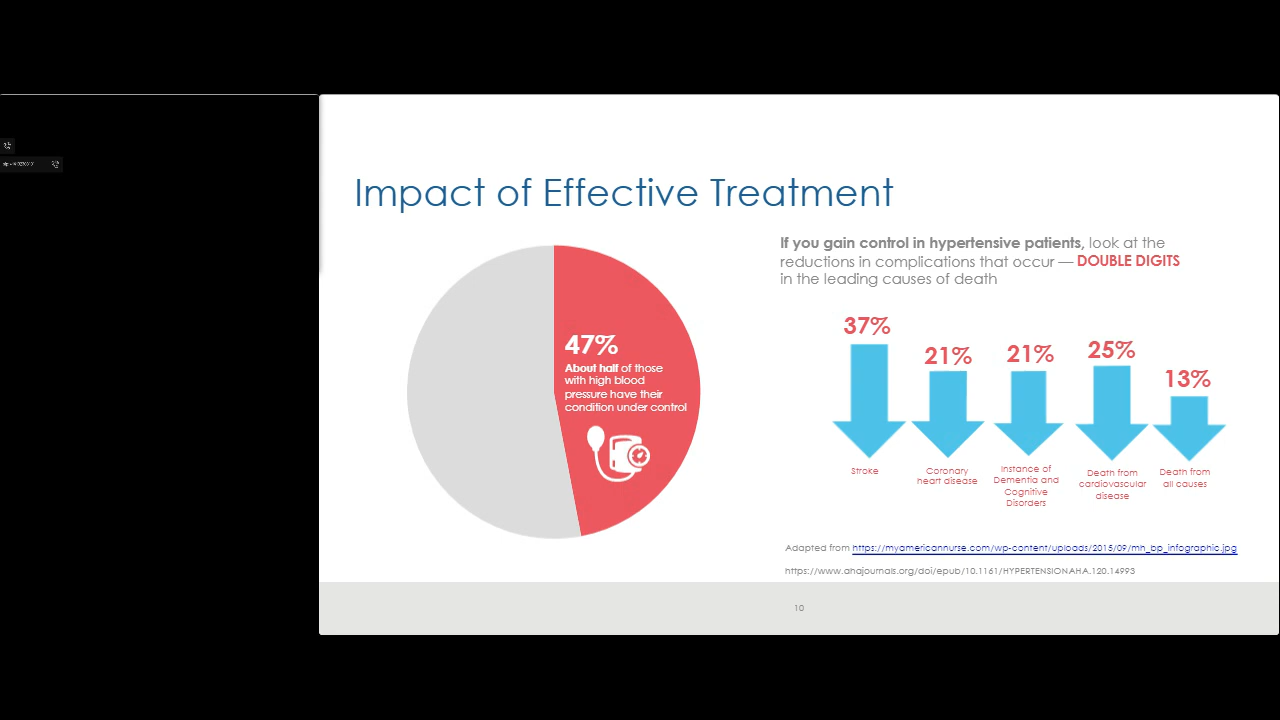 Impact of Effective Treatment
47%
About half of those
with high blood
pressure have their
condition under control
If you gain control in hypertensive patients, look at the
reductions in complications that occur — DOUBLE DIGITS
in the leading causes of death
37%
21%
21%
25%
13%
Stroke
Coronary
heart disease
Instance of
Dementia and
Cognitive
Disorders
Death from
cardiovascular
disease
Death from
all causes
Adapted from https://myamericannurse.com/wp-content/uploads/2015/09/mh_bp_infographic.jpg
https://www.ahajournals.org/doi/epub/10.1161/HYPERTENSIONAHA.120.14993
10